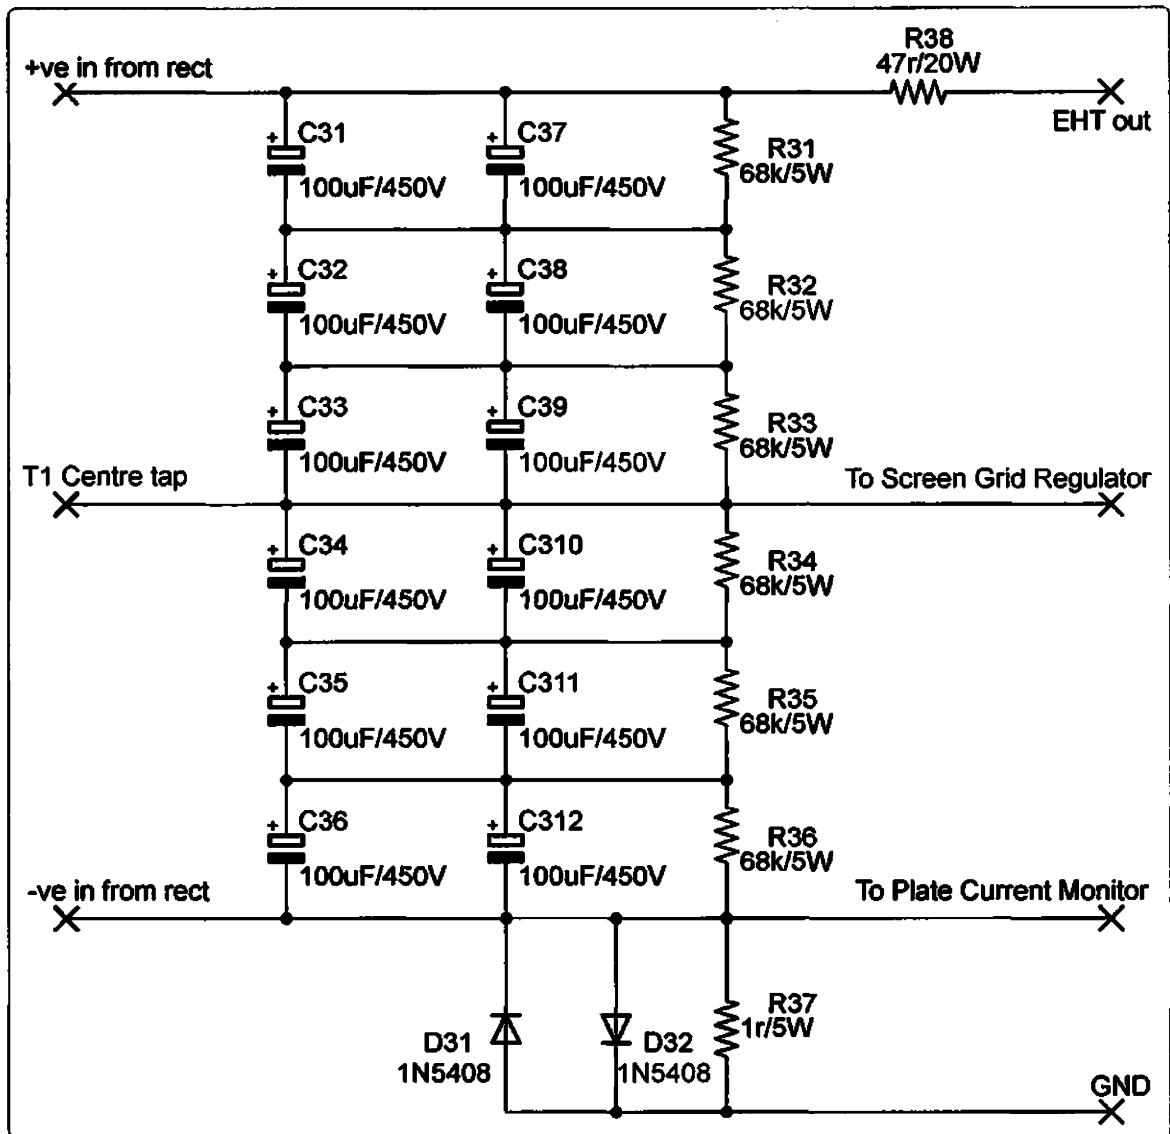 R38
47r/20W
+ve in from rect
EHT out
C31
100uF/450V
C37
100uF/450V
R31
68k/5W
C32
100uF/450V
C38
100uF/450V
R32
68k/5W
C33
100uF/450V
C39
100uF/450V
R33
68k/5W
T1 Centre tap
To Screen Grid Regulator
C34
100uF/450V
C310
100uF/450V
R34
68k/5W
C35
100uF/450V
C311
100uF/450V
R35
68k/5W
C36
100uF/450V
C312
100uF/450V
R36
68k/5W
-ve in from rect
To Plate Current Monitor
D31
1N5408
D32
1N5408
R37
1r/5W
GND